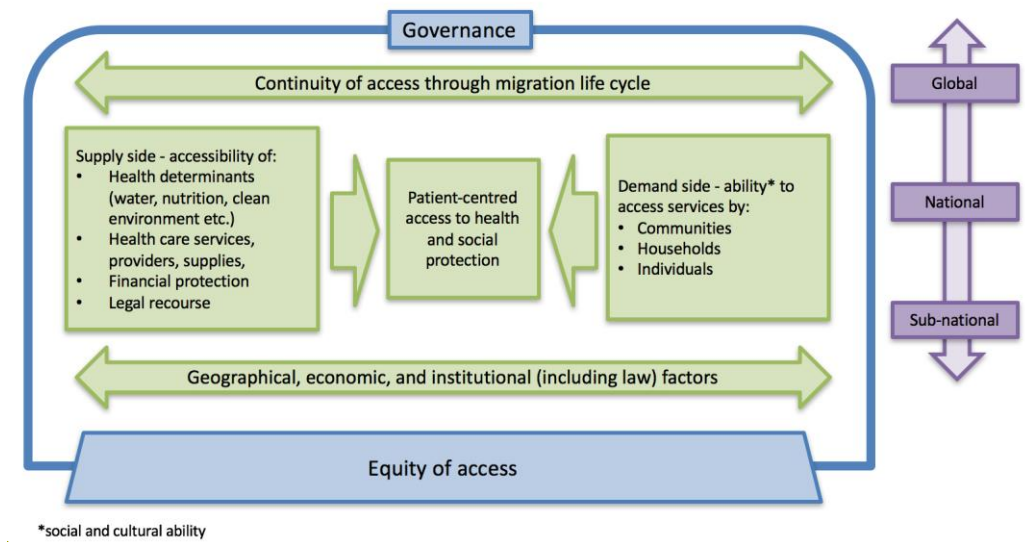 Governance
Continuity of access through migration life cycle
Supply side - accessibility of:
• Health determinants
(water, nutrition, clean
environment etc.)
• Health care services,
providers, supplies,
• Financial protection
• Legal recourse
Patient-centred
access to health
and social
protection
Demand side - ability* to
access services by:
• Communities
• Households
• Individuals
Geographical, economic, and institutional (including law) factors
Equity of access
*social and cultural ability
Global
National
Sub-national